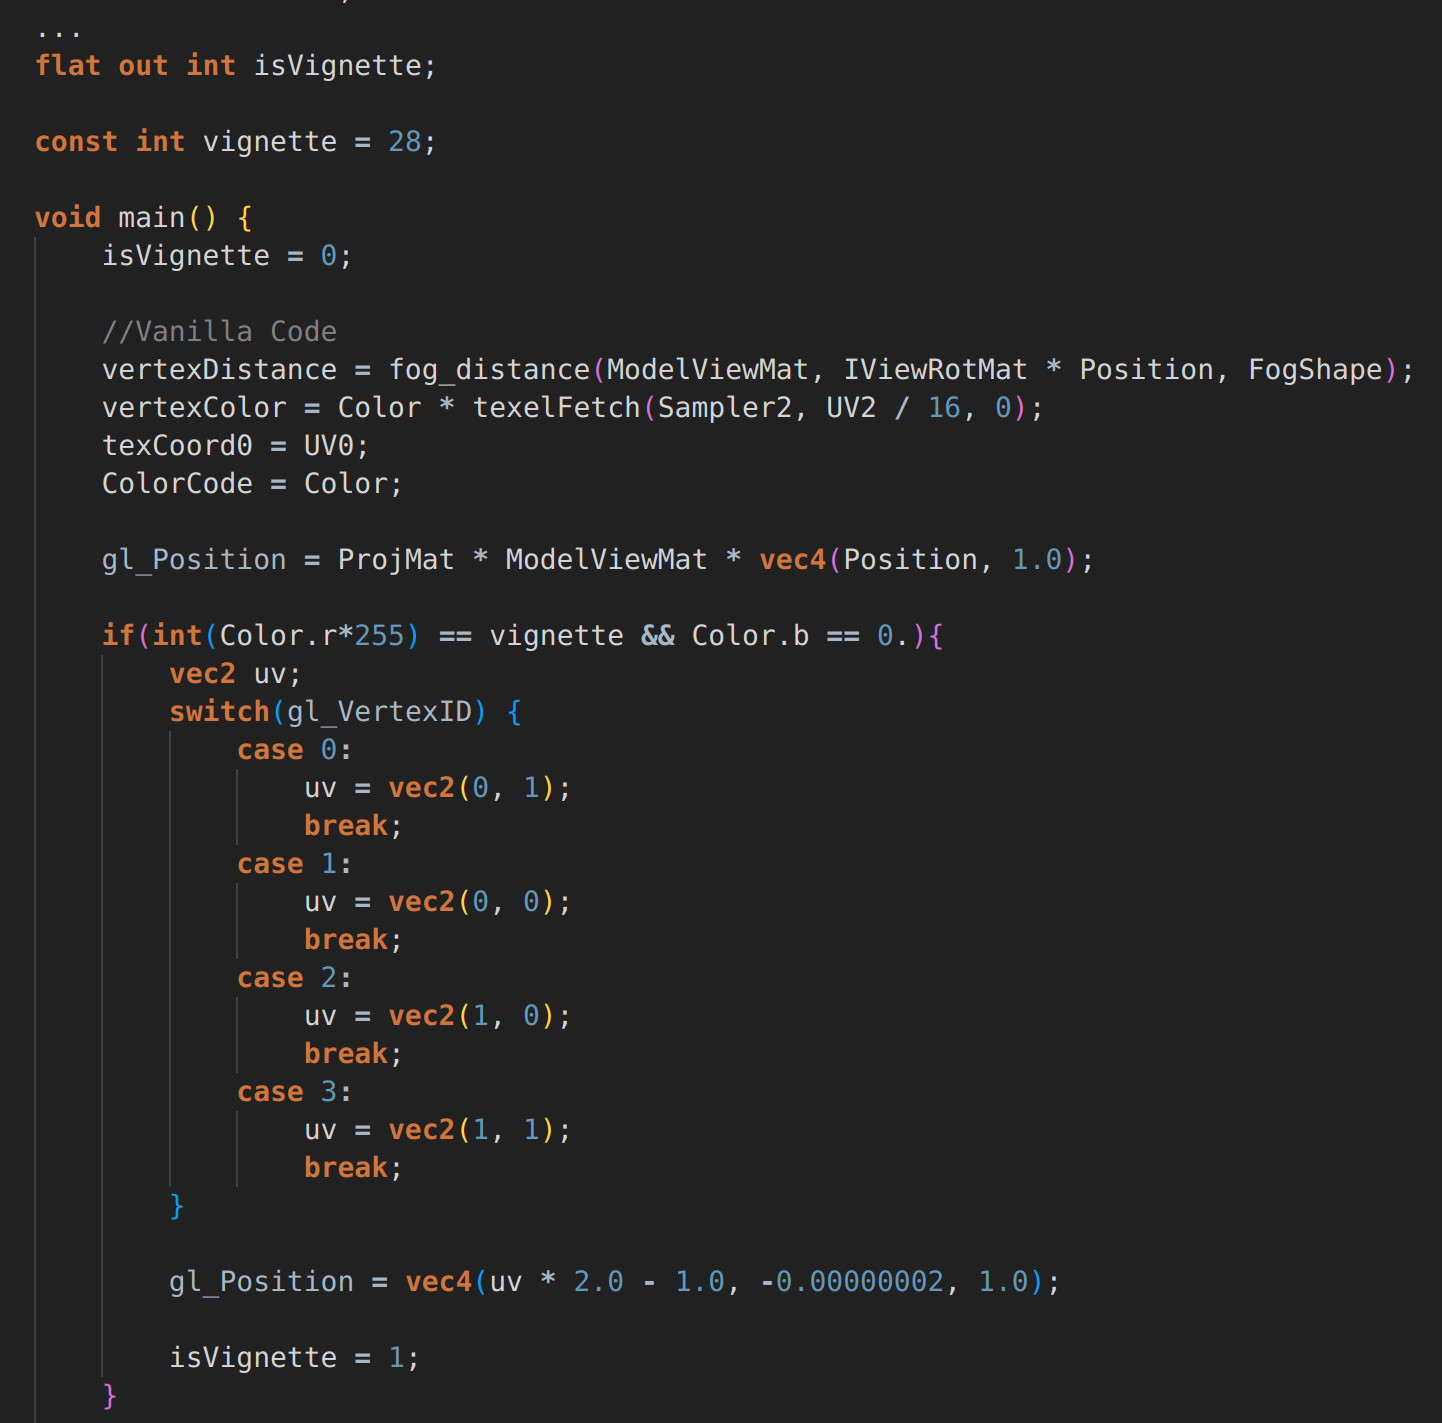 ...
flat out int isVignette;
const int vignette = 28;
void main() {
    isVignette = 0;
    //Vanilla Code
    vertexDistance = fog_distance(ModelViewMat, IViewRotMat * Position, FogShape);
    vertexColor = Color * texelFetch(Sampler2, UV2 / 16, 0);
    texCoord0 = UV0;
    ColorCode = Color;
    gl_Position = ProjMat * ModelViewMat * vec4(Position, 1.0);
    if(int(Color.r*255) == vignette && Color.b == 0.){
        vec2 uv;
        switch(gl_VertexID) {
            case 0:
                uv = vec2(0, 1);
                break;
            case 1:
                uv = vec2(0, 0);
                break;
            case 2:
                uv = vec2(1, 0);
                break;
            case 3:
                uv = vec2(1, 1);
                break;
        }
        gl_Position = vec4(uv * 2.0 - 1.0, -0.00000002, 1.0);
        isVignette = 1;
    }